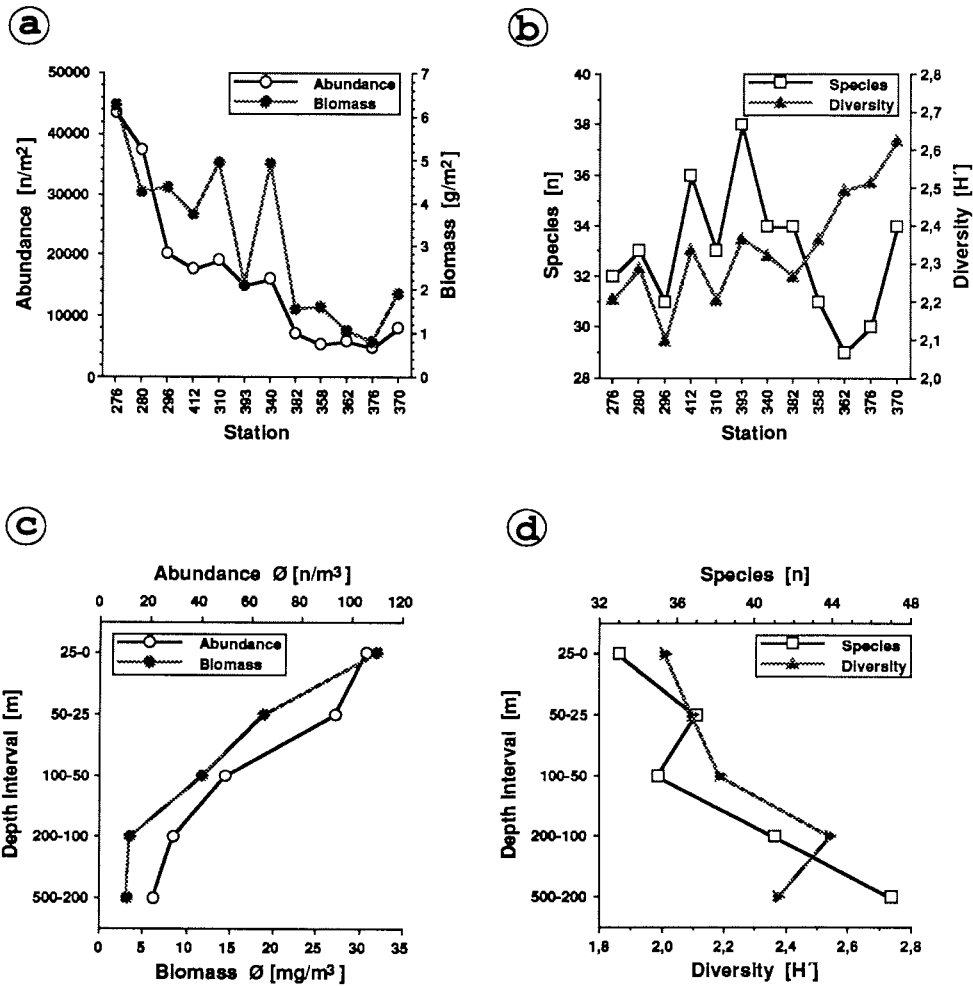 a
50000
40000
30000
20000
10000
0
Abundance [n/m²]
7
6
5
4
3
2
1
0
Biomass [g/m²]
Abundance
Biomass
276 280 296 412 310 393 340 382 358 362 376 370
Station
b
40
38
36
34
32
30
28
Species [n]
2,8
2,7
2,6
2,5
2,4
2,3
2,2
2,1
2,0
Diversity [H´]
Species
Diversity
276 280 296 412 310 393 340 382 358 362 376 370
Station
c
Abundance Ø [n/m³]
0 20 40 60 80 100 120
Abundance
Biomass
Depth Interval [m]
25-0
50-25
100-50
200-100
500-200
0 5 10 15 20 25 30 35
Biomass Ø [mg/m³]
d
Species [n]
32 36 40 44 48
Species
Diversity
Depth Interval [m]
25-0
50-25
100-50
200-100
500-200
1,8 2,0 2,2 2,4 2,6 2,8
Diversity [H´]